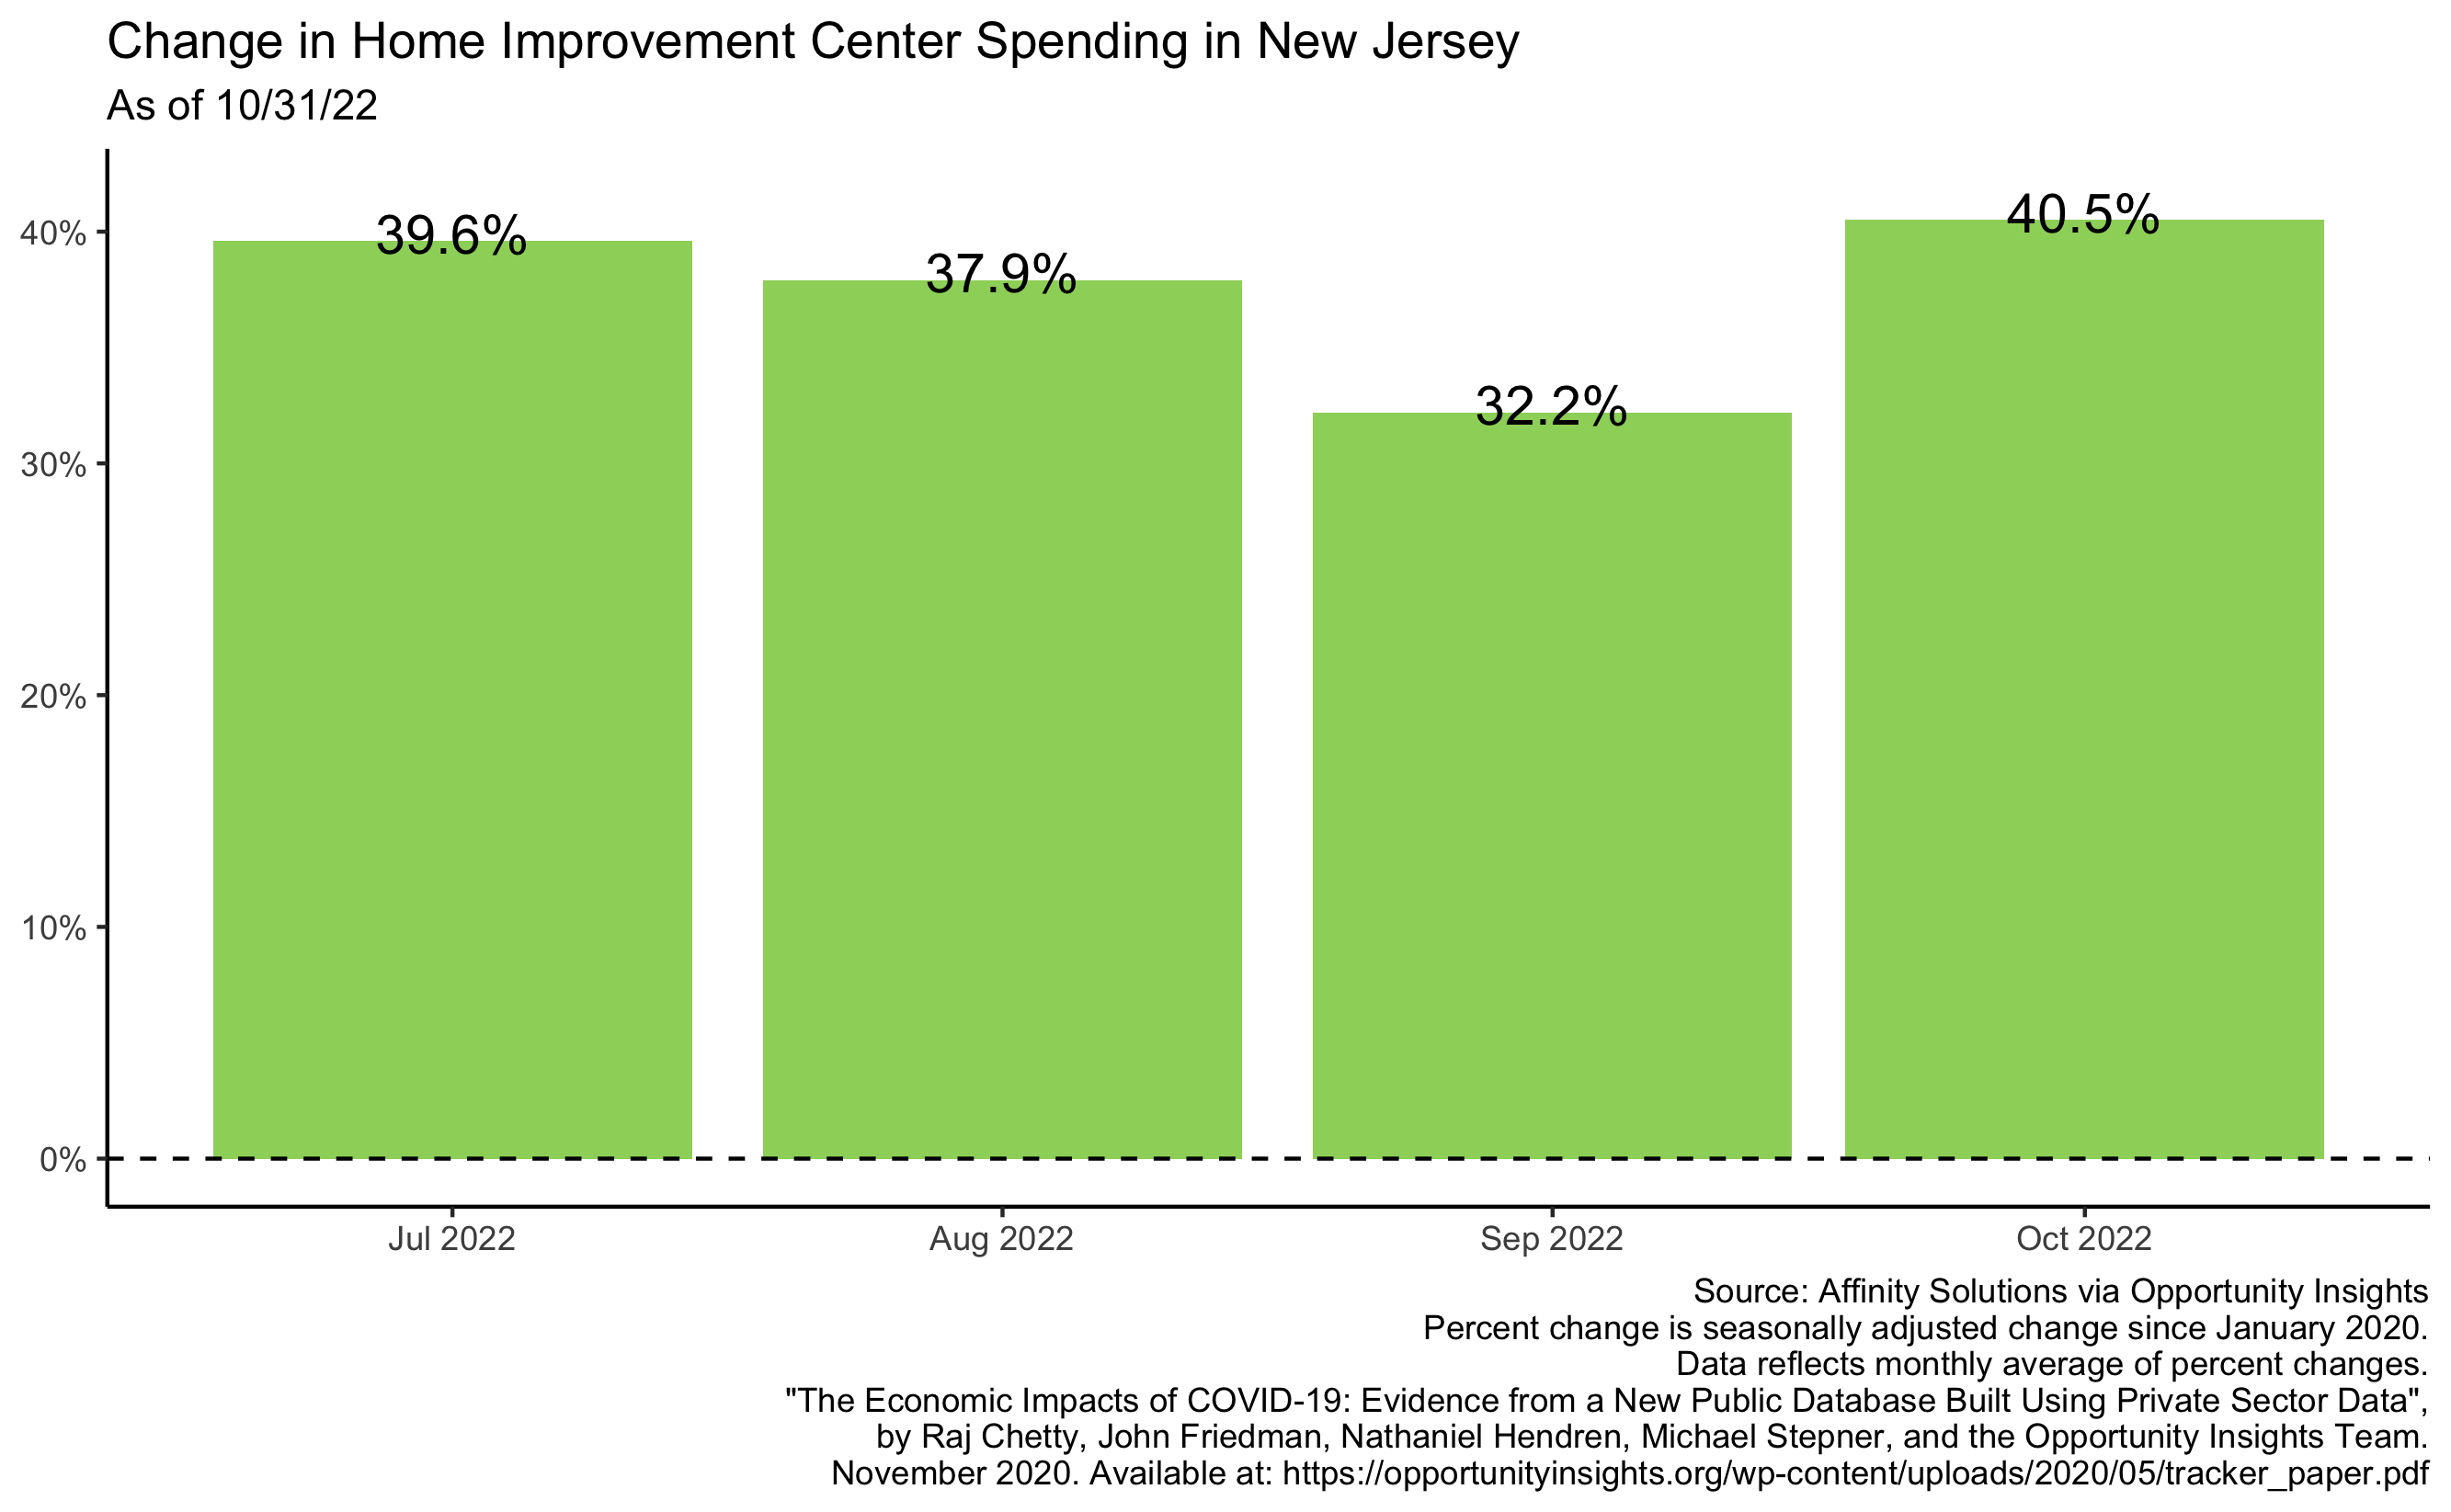 Change in Home Improvement Center Spending in New Jersey
As of 10/31/22
40%
30%
20%
10%
0%
39.6%
37.9%
32.2%
40.5%
Jul 2022
Aug 2022
Sep 2022
Oct 2022
Source: Affinity Solutions via Opportunity Insights
Percent change is seasonally adjusted change since January 2020.
Data reflects monthly average of percent changes.
"The Economic Impacts of COVID-19: Evidence from a New Public Database Built Using Private Sector Data",
by Raj Chetty, John Friedman, Nathaniel Hendren, Michael Stepner, and the Opportunity Insights Team.
November 2020. Available at: https://opportunityinsights.org/wp-content/uploads/2020/05/tracker_paper.pdf